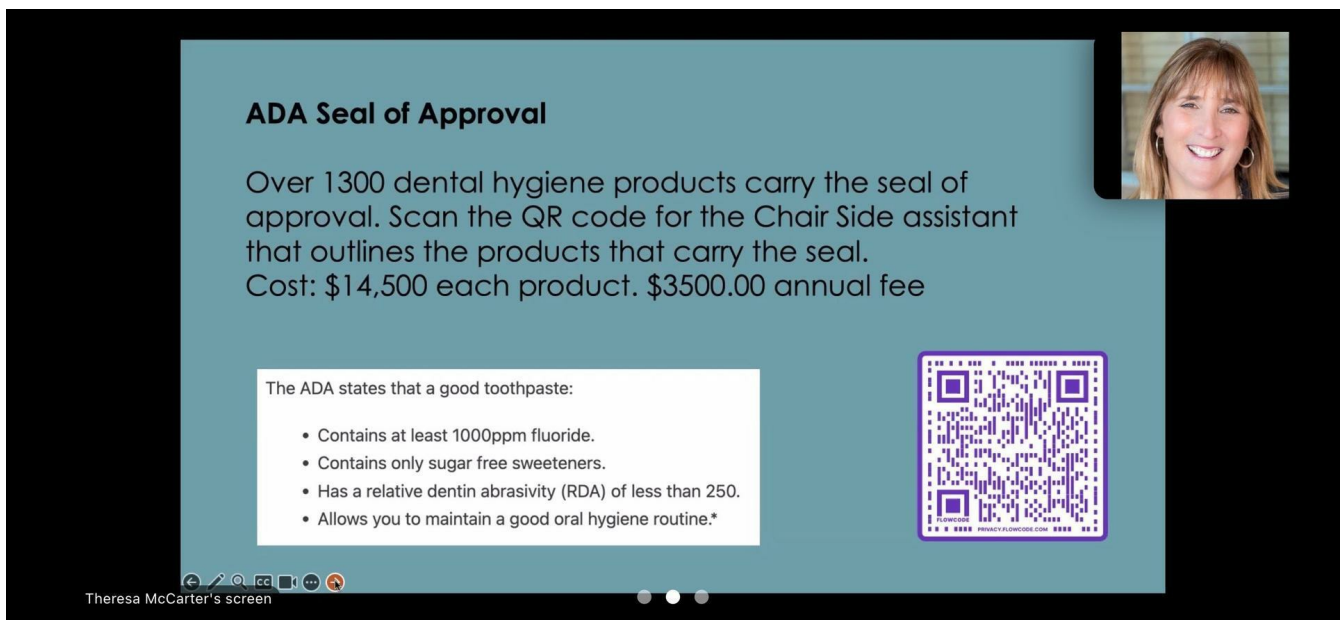 ADA Seal of Approval
Over 1300 dental hygiene products carry the seal of
approval. Scan the QR code for the Chair Side assistant
that outlines the products that carry the seal.
Cost: $14,500 each product. $3500.00 annual fee
The ADA states that a good toothpaste:
• Contains at least 1000ppm fluoride.
• Contains only sugar free sweeteners.
• Has a relative dentin abrasivity (RDA) of less than 250.
• Allows you to maintain a good oral hygiene routine.*
FLOWCODE
PRIVACY.FLOWCODE.COM
CC
Theresa McCarter's screen